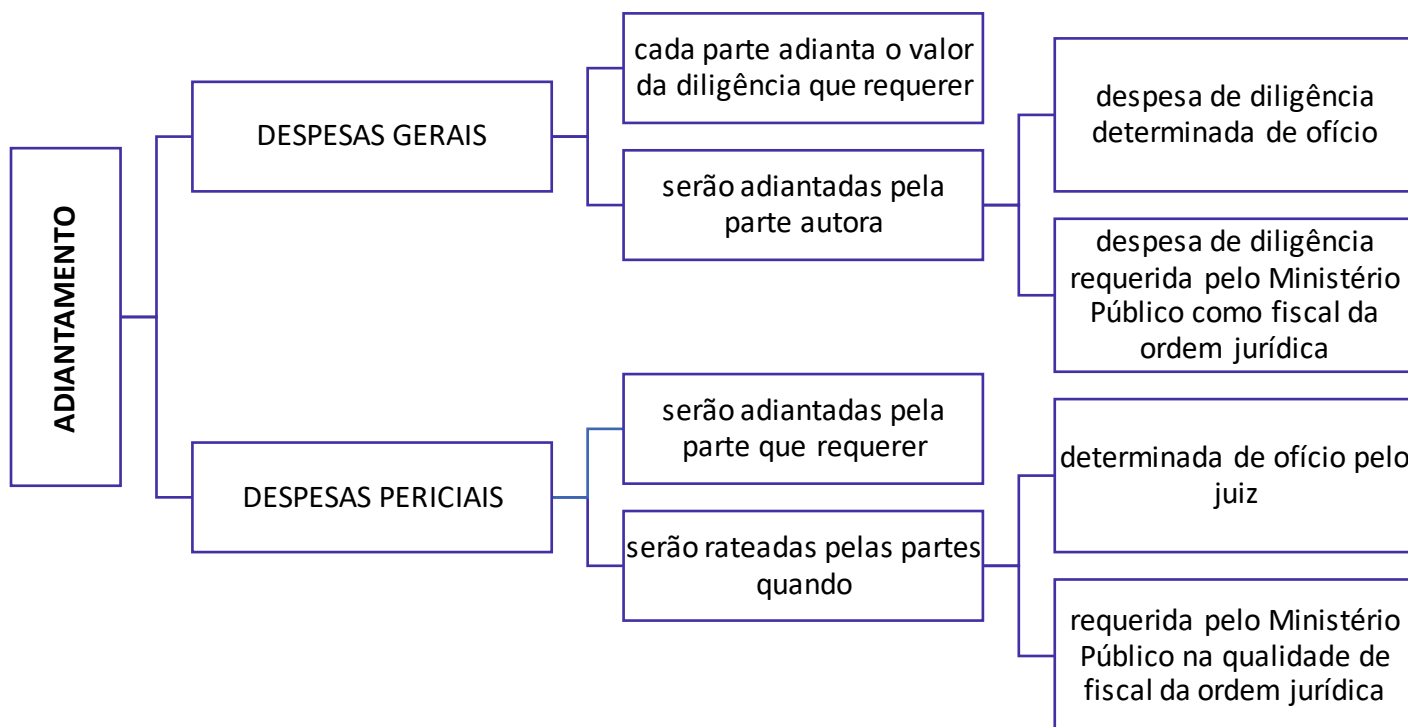 ADIANTAMENTO
DESPESAS GERAIS
cada parte adianta o valor
da diligência que requerer
serão adiantadas pela
parte autora
despesa de diligência
determinada de ofício
despesa de diligência
requerida pelo Ministério
Público como fiscal da
ordem jurídica
DESPESAS PERICIAIS
serão adiantadas pela
parte que requerer
serão rateadas pelas partes
quando
determinada de ofício pelo
juiz
requerida pelo Ministério
Público na qualidade de
fiscal da ordem jurídica